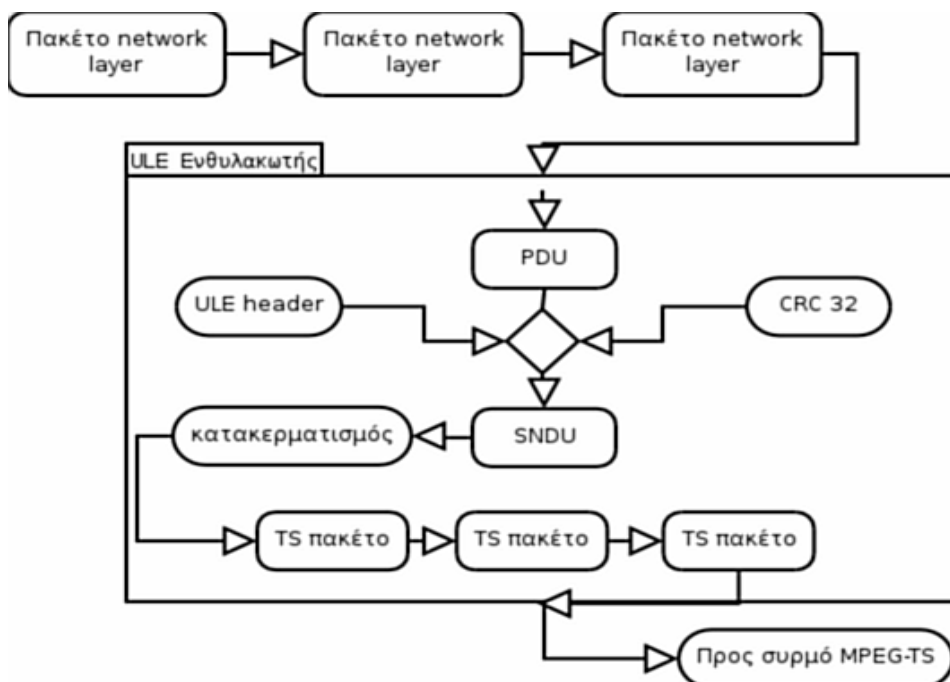 Πακέτο network
layer
Πακέτο network
layer
Πακέτο network
layer
ULE Ενθυλακωτής
PDU
ULE header
CRC 32
κατακερματισμός
SNDU
TS πακέτο
TS πακέτο
TS πακέτο
Προς συρμό MPEG-TS